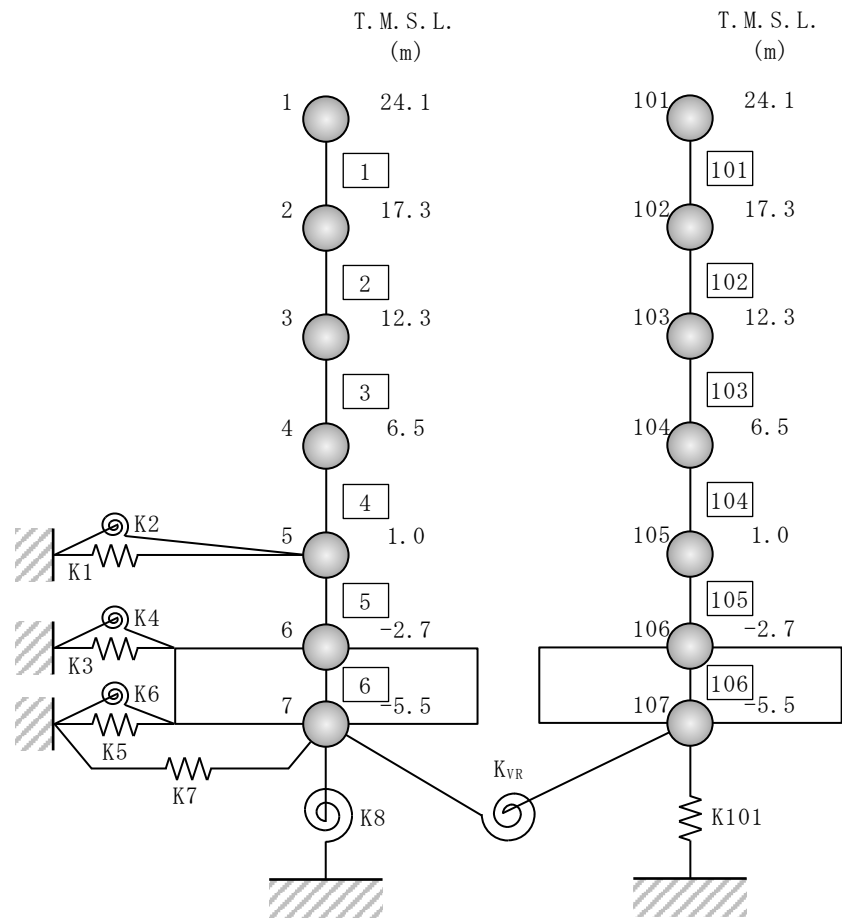 T.M.S.L. T.M.S.L.
(m) (m)
1 24.1 101 24.1
1 101
2 17.3 102 17.3
2 102
3 12.3 103 12.3
3 103
4 6.5 104 6.5
4 104
K2 5 1.0 105 1.0
K1
5 105
K4 6 -2.7 106 -2.7
K3
K6 6 106
7 -5.5 107 -5.5
K5
K7 KVR
K8 K101